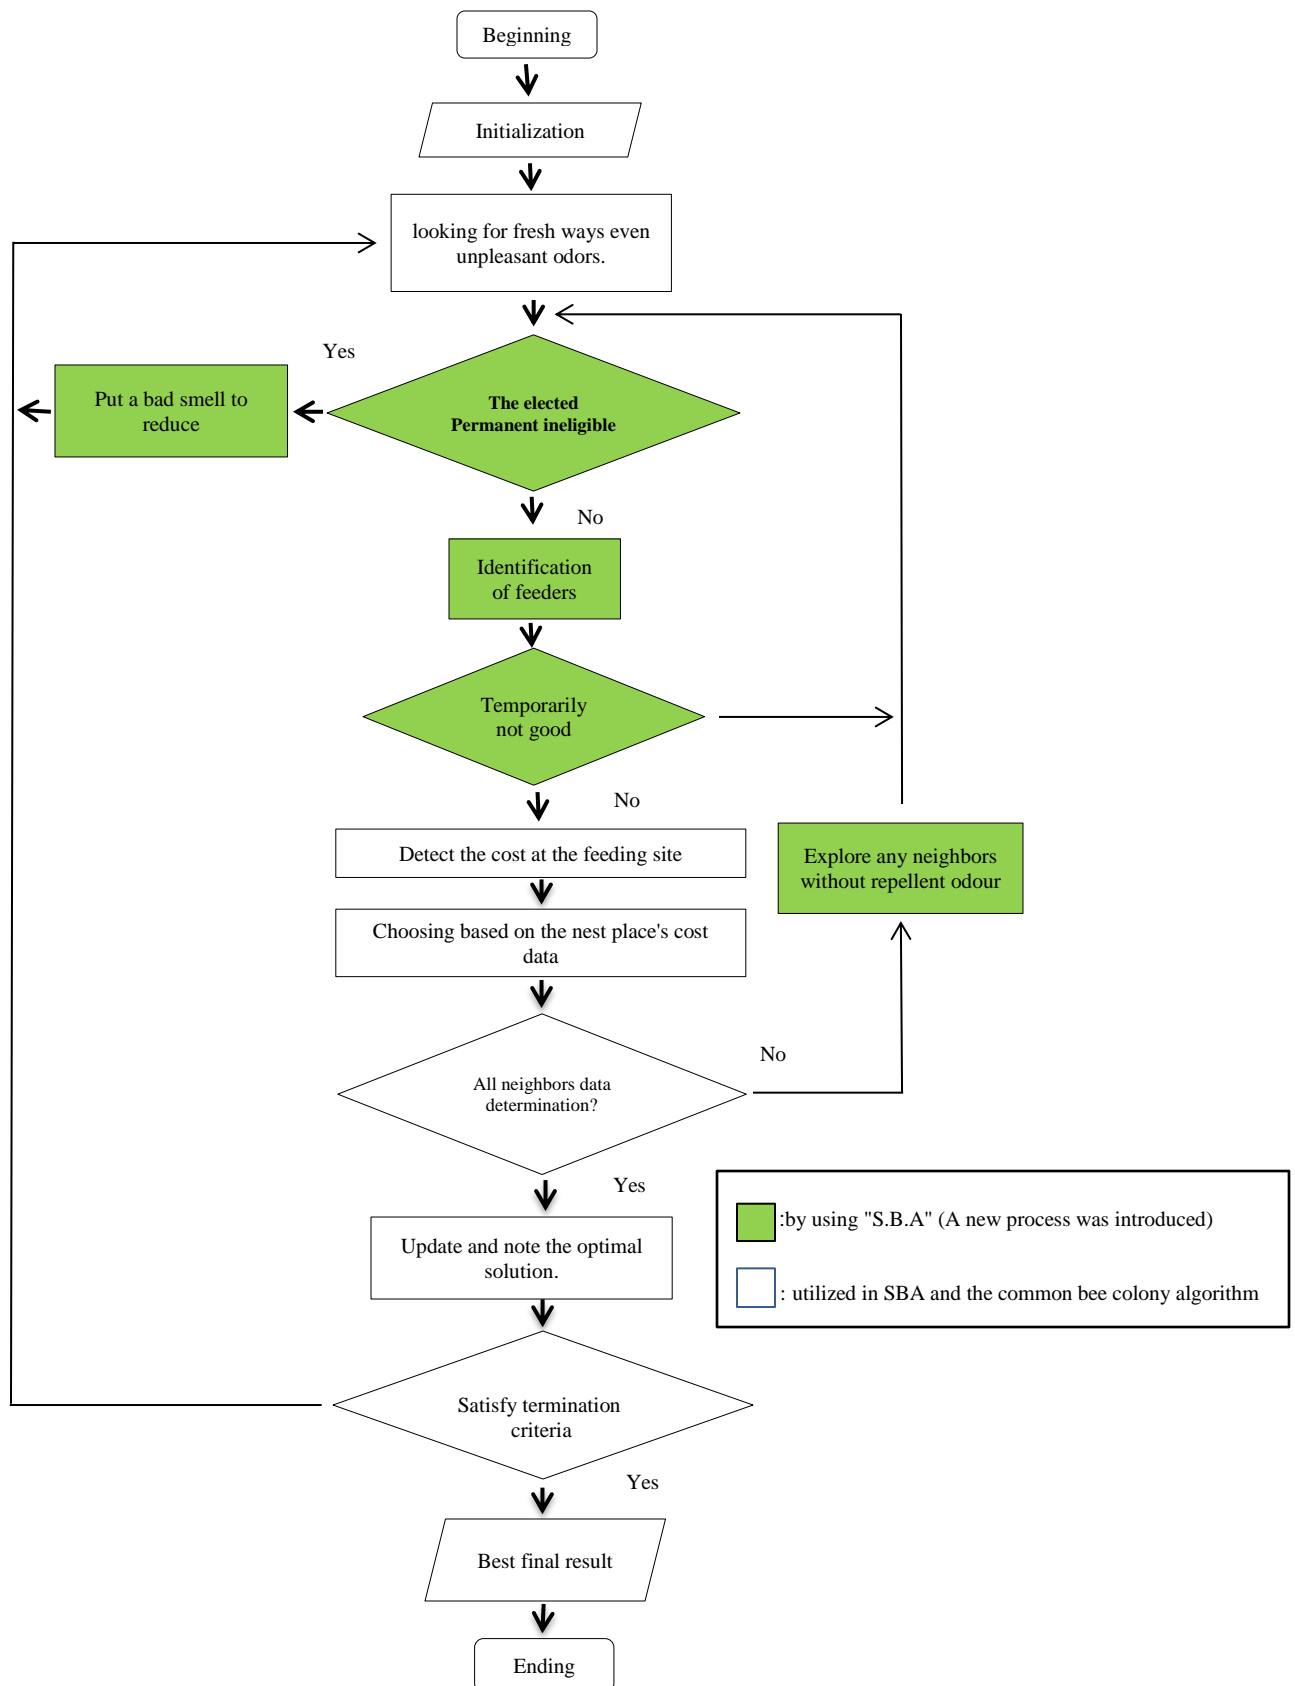 Beginning
Initialization
looking for fresh ways even
unpleasant odors.
Yes
Put a bad smell to
reduce
The elected
Permanent ineligible
No
Identification
of feeders
Temporarily
not good
No
Detect the cost at the feeding site
Explore any neighbors
without repellent odour
Choosing based on the nest place's cost
data
No
All neighbors data
determination?
Yes
:by using "S.B.A" (A new process was introduced)
: utilized in SBA and the common bee colony algorithm
Update and note the optimal
solution.
Satisfy termination
criteria
Yes
Best final result
Ending